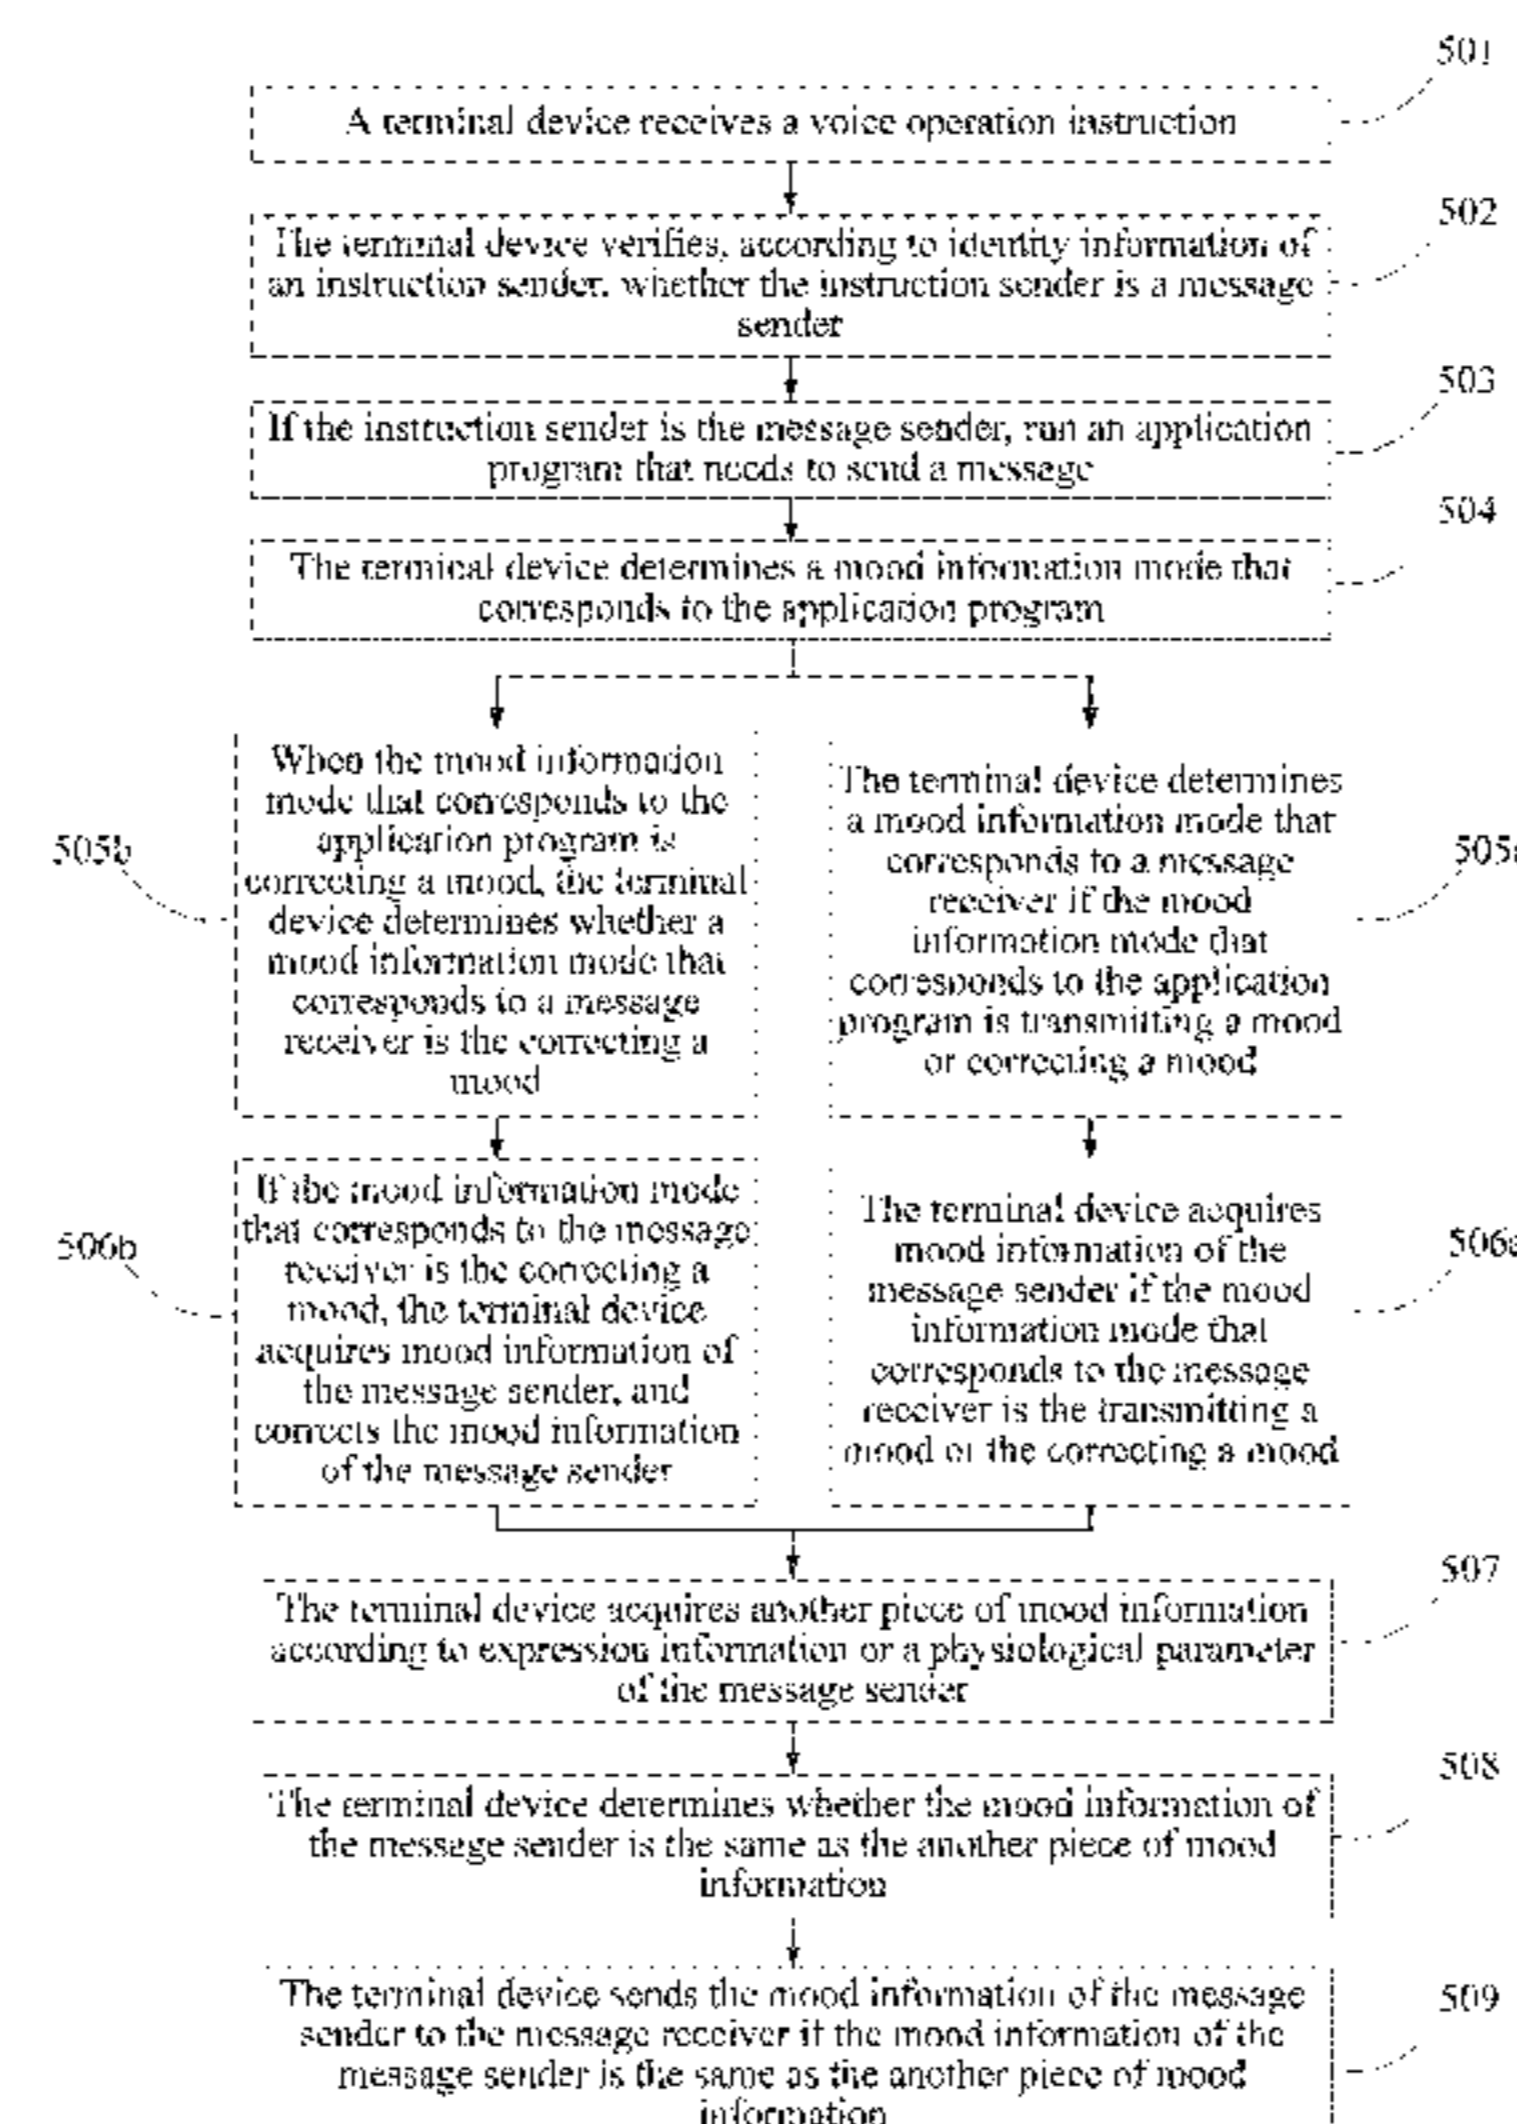 501
A terminal device receives a voice operation instruction
502
The terminal device verifies, according to identity information of
an instruction sender, whether the instruction sender is a message
sender
503
If the instruction sender is the message sender, run an application
program that needs to send a message
504
The terminal device determines a mood information mode that
corresponds to the application program
505b
When the mood information
mode that corresponds to the
application program is
correcting a mood, the terminal
device determines whether a
mood information mode that
corresponds to a message
receiver is the correcting a
mood
505a
The terminal device determines
a mood information mode that
corresponds to a message
receiver if the mood
information mode that
corresponds to the application
program is transmitting a mood
or correcting a mood
506b
If the mood information mode
that corresponds to the message
receiver is the correcting a
mood, the terminal device
acquires mood information of
the message sender, and
corrects the mood information
of the message sender
506a
The terminal device acquires
mood information of the
message sender if the mood
information mode that
corresponds to the message
receiver is the transmitting a
mood or the correcting a mood
507
The terminal device acquires another piece of mood information
according to expression information or a physiological parameter
of the message sender
508
The terminal device determines whether the mood information of
the message sender is the same as the another piece of mood
information
509
The terminal device sends the mood information of the message
sender to the message receiver if the mood information of the
message sender is the same as the another piece of mood
information